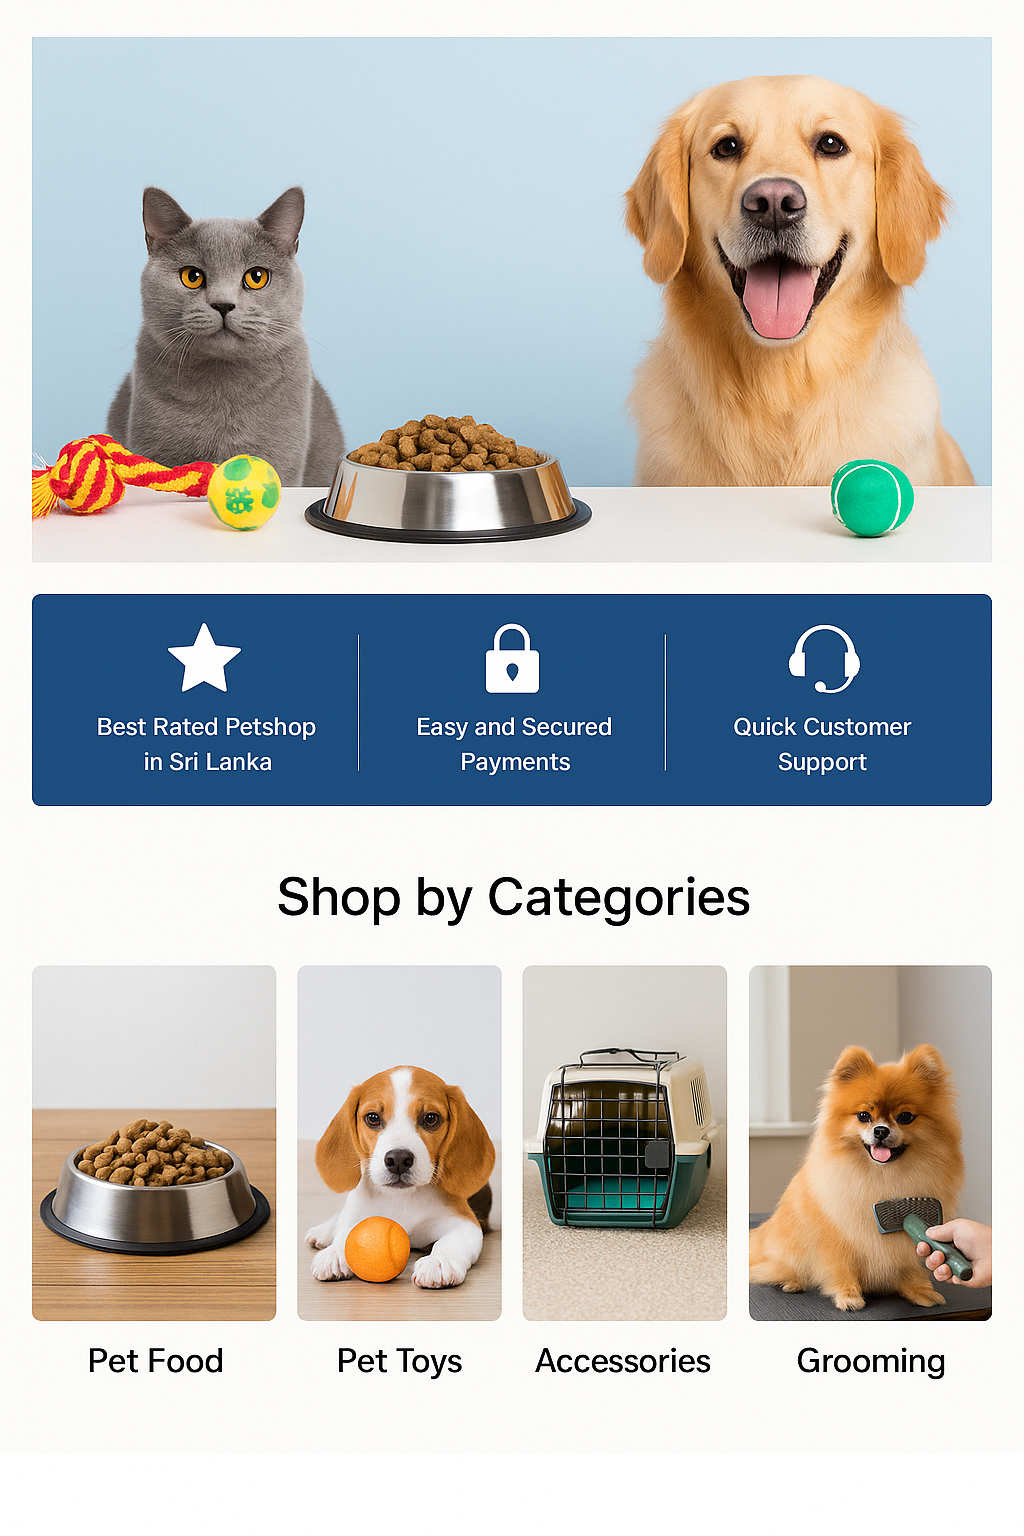 Best Rated Petshop
in Sri Lanka
Easy and Secured
Payments
Quick Customer
Support
Shop by Categories
Pet Food
Pet Toys
Accessories
Grooming